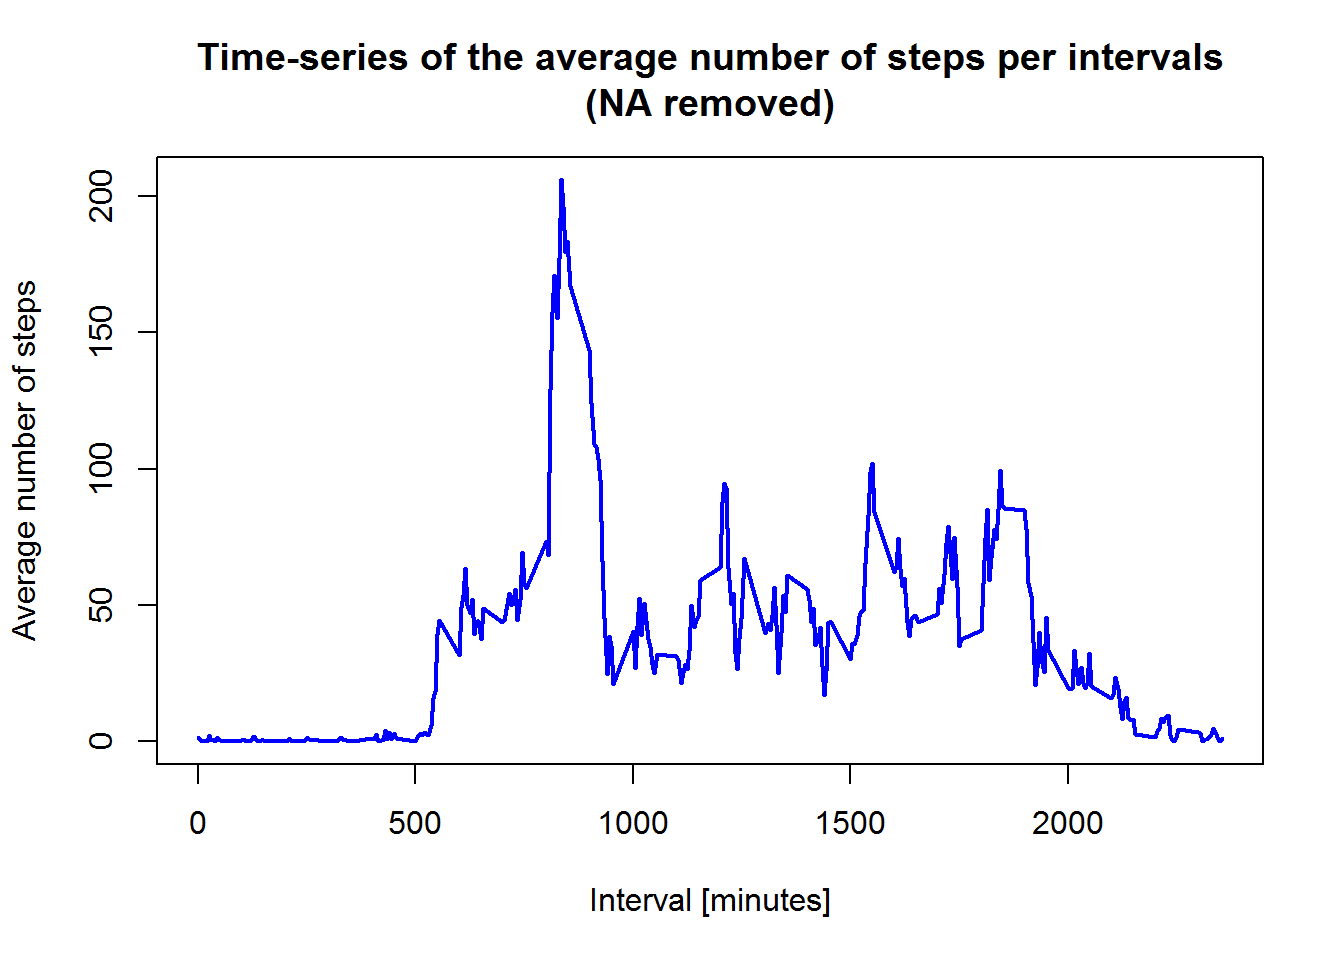 Time-series of the average number of steps per intervals
(NA removed)
Average number of steps
200
150
100
50
0
0 500 1000 1500 2000
Interval [minutes]